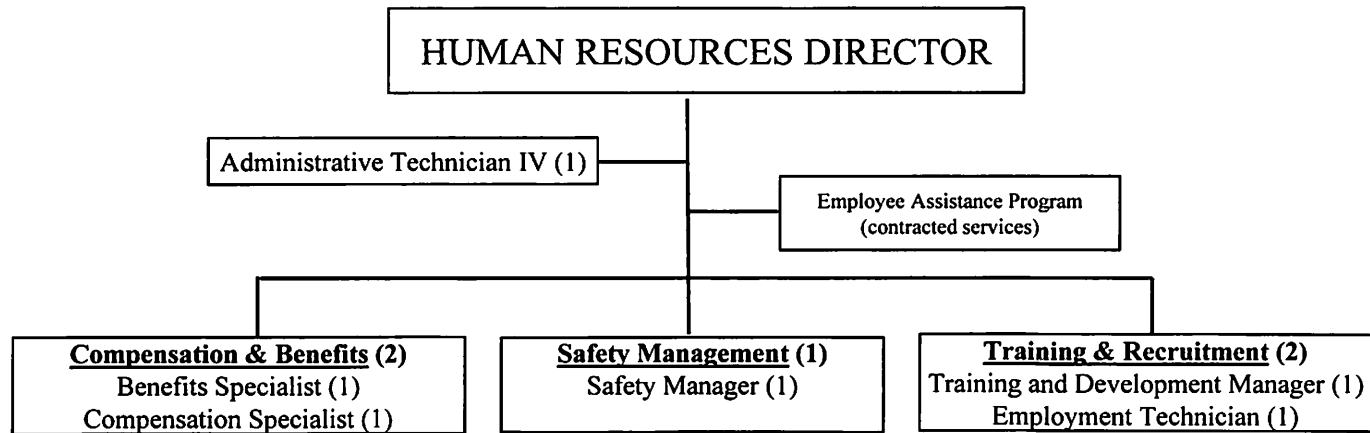 HUMAN RESOURCES DIRECTOR
Administrative Technician IV (1)
Employee Assistance Program
(contracted services)
Compensation & Benefits (2)
Benefits Specialist (1)
Compensation Specialist (1)
Safety Management (1)
Safety Manager (1)
Training & Recruitment (2)
Training and Development Manager (1)
Employment Technician (1)